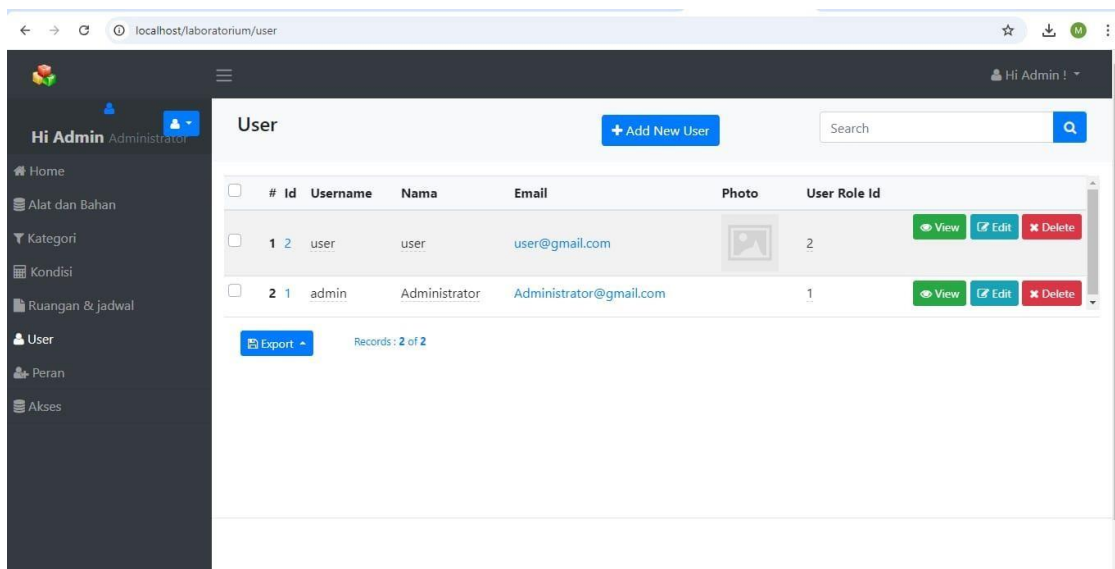 localhost/laboratorium/user
M
Hi Admin !
Hi Admin Administrator
Home
Alat dan Bahan
Kategori
Kondisi
Ruangan & jadwal
User
Peran
Akses
User
Add New User
Search
# Id Username Nama Email Photo User Role Id
1 2 user user user@gmail.com 2 View Edit Delete
2 1 admin Administrator Administrator@gmail.com 1 View Edit Delete
Export Records : 2 of 2